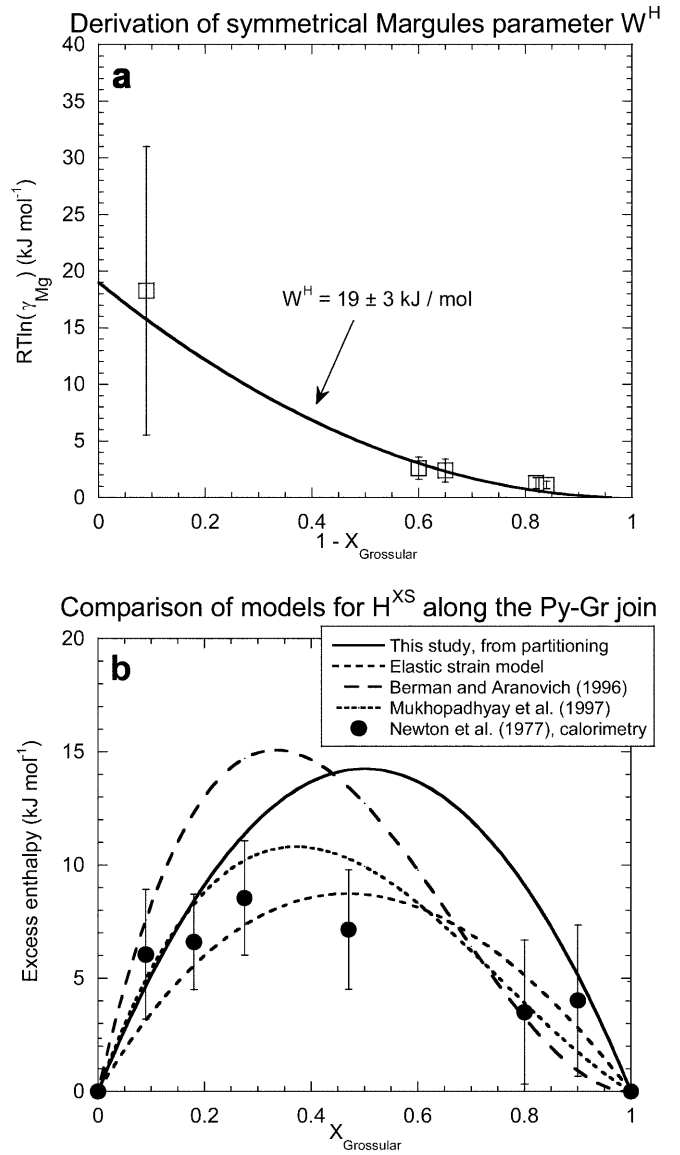 Derivation of symmetrical Margules parameter W^H
40
a
35
30
25
20
15
10
5
0
RTln(γ_Mg) (kJ mol^-1)
W^H = 19 ± 3 kJ / mol
0 0.2 0.4 0.6 0.8 1
1 - X_Grossular
Comparison of models for H^XS along the Py-Gr join
20
b
This study, from partitioning
Elastic strain model
Berman and Aranovich (1996)
Mukhopadhyay et al. (1997)
Newton et al. (1977), calorimetry
15
10
5
0
Excess enthalpy (kJ mol^-1)
0 0.2 0.4 0.6 0.8 1
X_Grossular